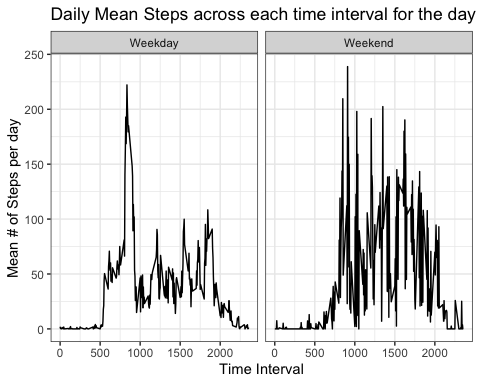 Daily Mean Steps across each time interval for the day
Weekday
Weekend
Mean # of Steps per day
250
200
150
100
50
0
0 500 1000 1500 2000
0 500 1000 1500 2000
Time Interval